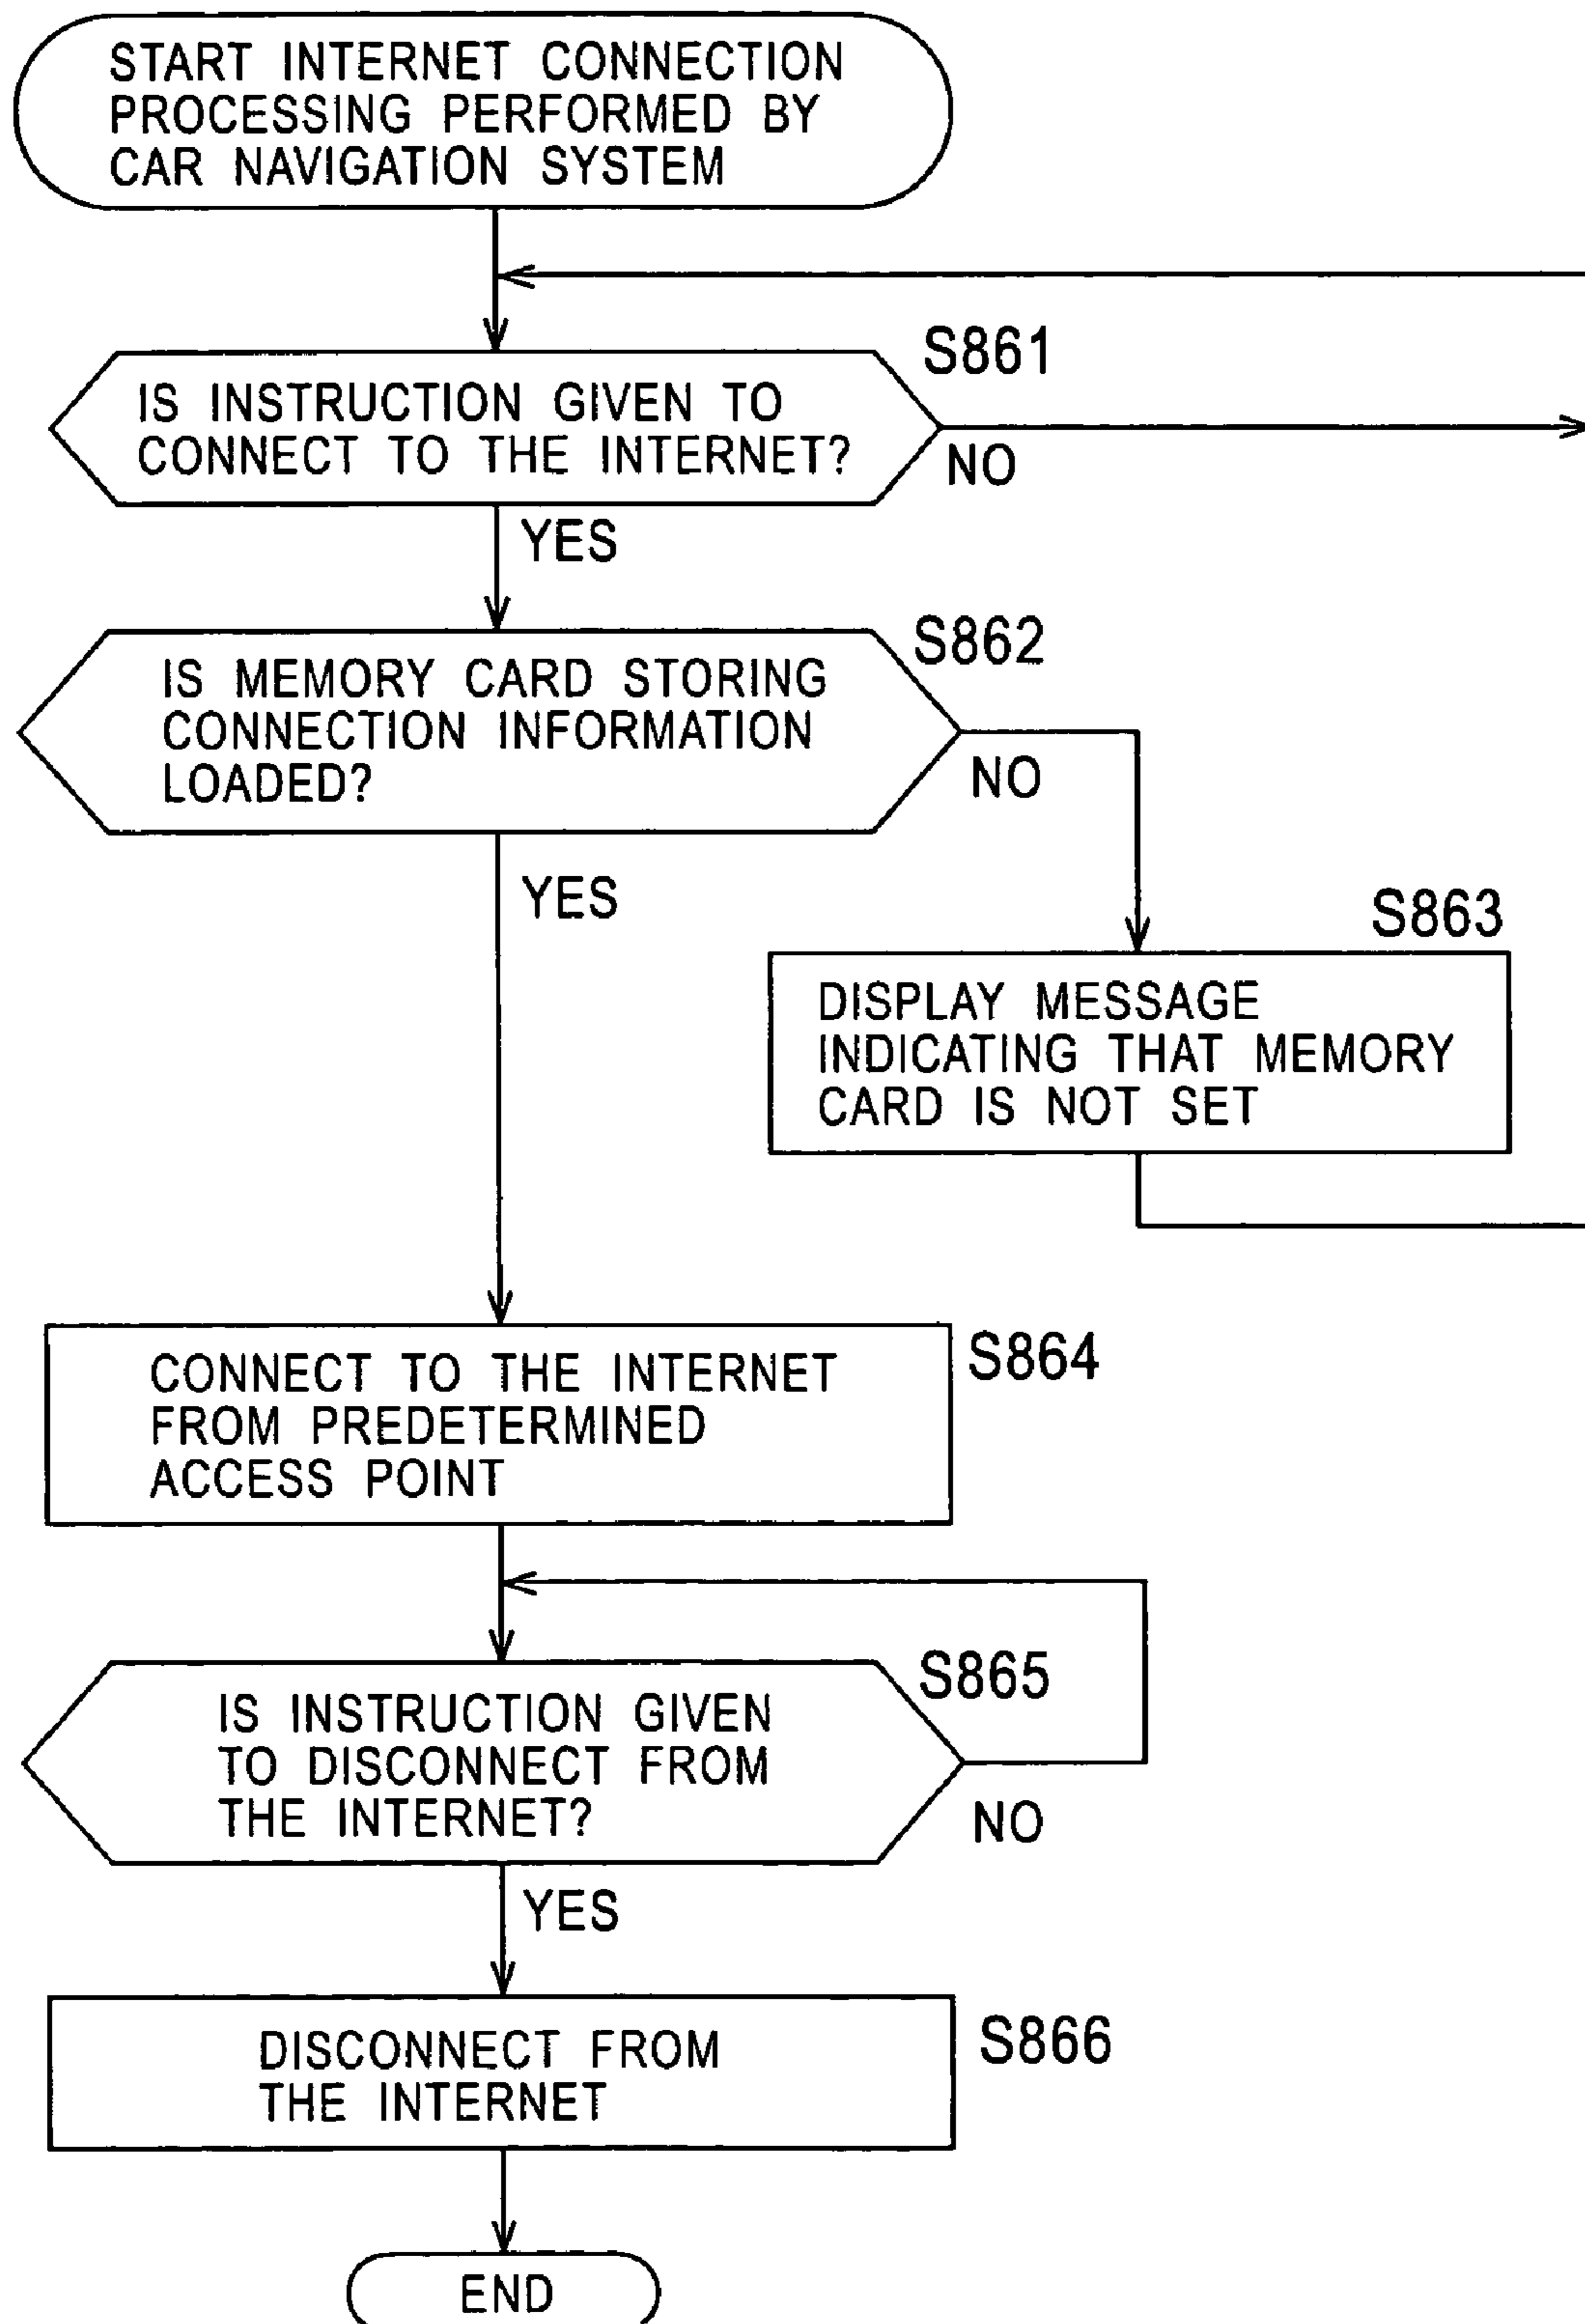 START INTERNET CONNECTION
PROCESSING PERFORMED BY
CAR NAVIGATION SYSTEM
S861
IS INSTRUCTION GIVEN TO
CONNECT TO THE INTERNET?
NO
YES
S862
IS MEMORY CARD STORING
CONNECTION INFORMATION
LOADED?
NO
YES
S863
DISPLAY MESSAGE
INDICATING THAT MEMORY
CARD IS NOT SET
S864
CONNECT TO THE INTERNET
FROM PREDETERMINED
ACCESS POINT
S865
IS INSTRUCTION GIVEN
TO DISCONNECT FROM
THE INTERNET?
NO
YES
S866
DISCONNECT FROM
THE INTERNET
END